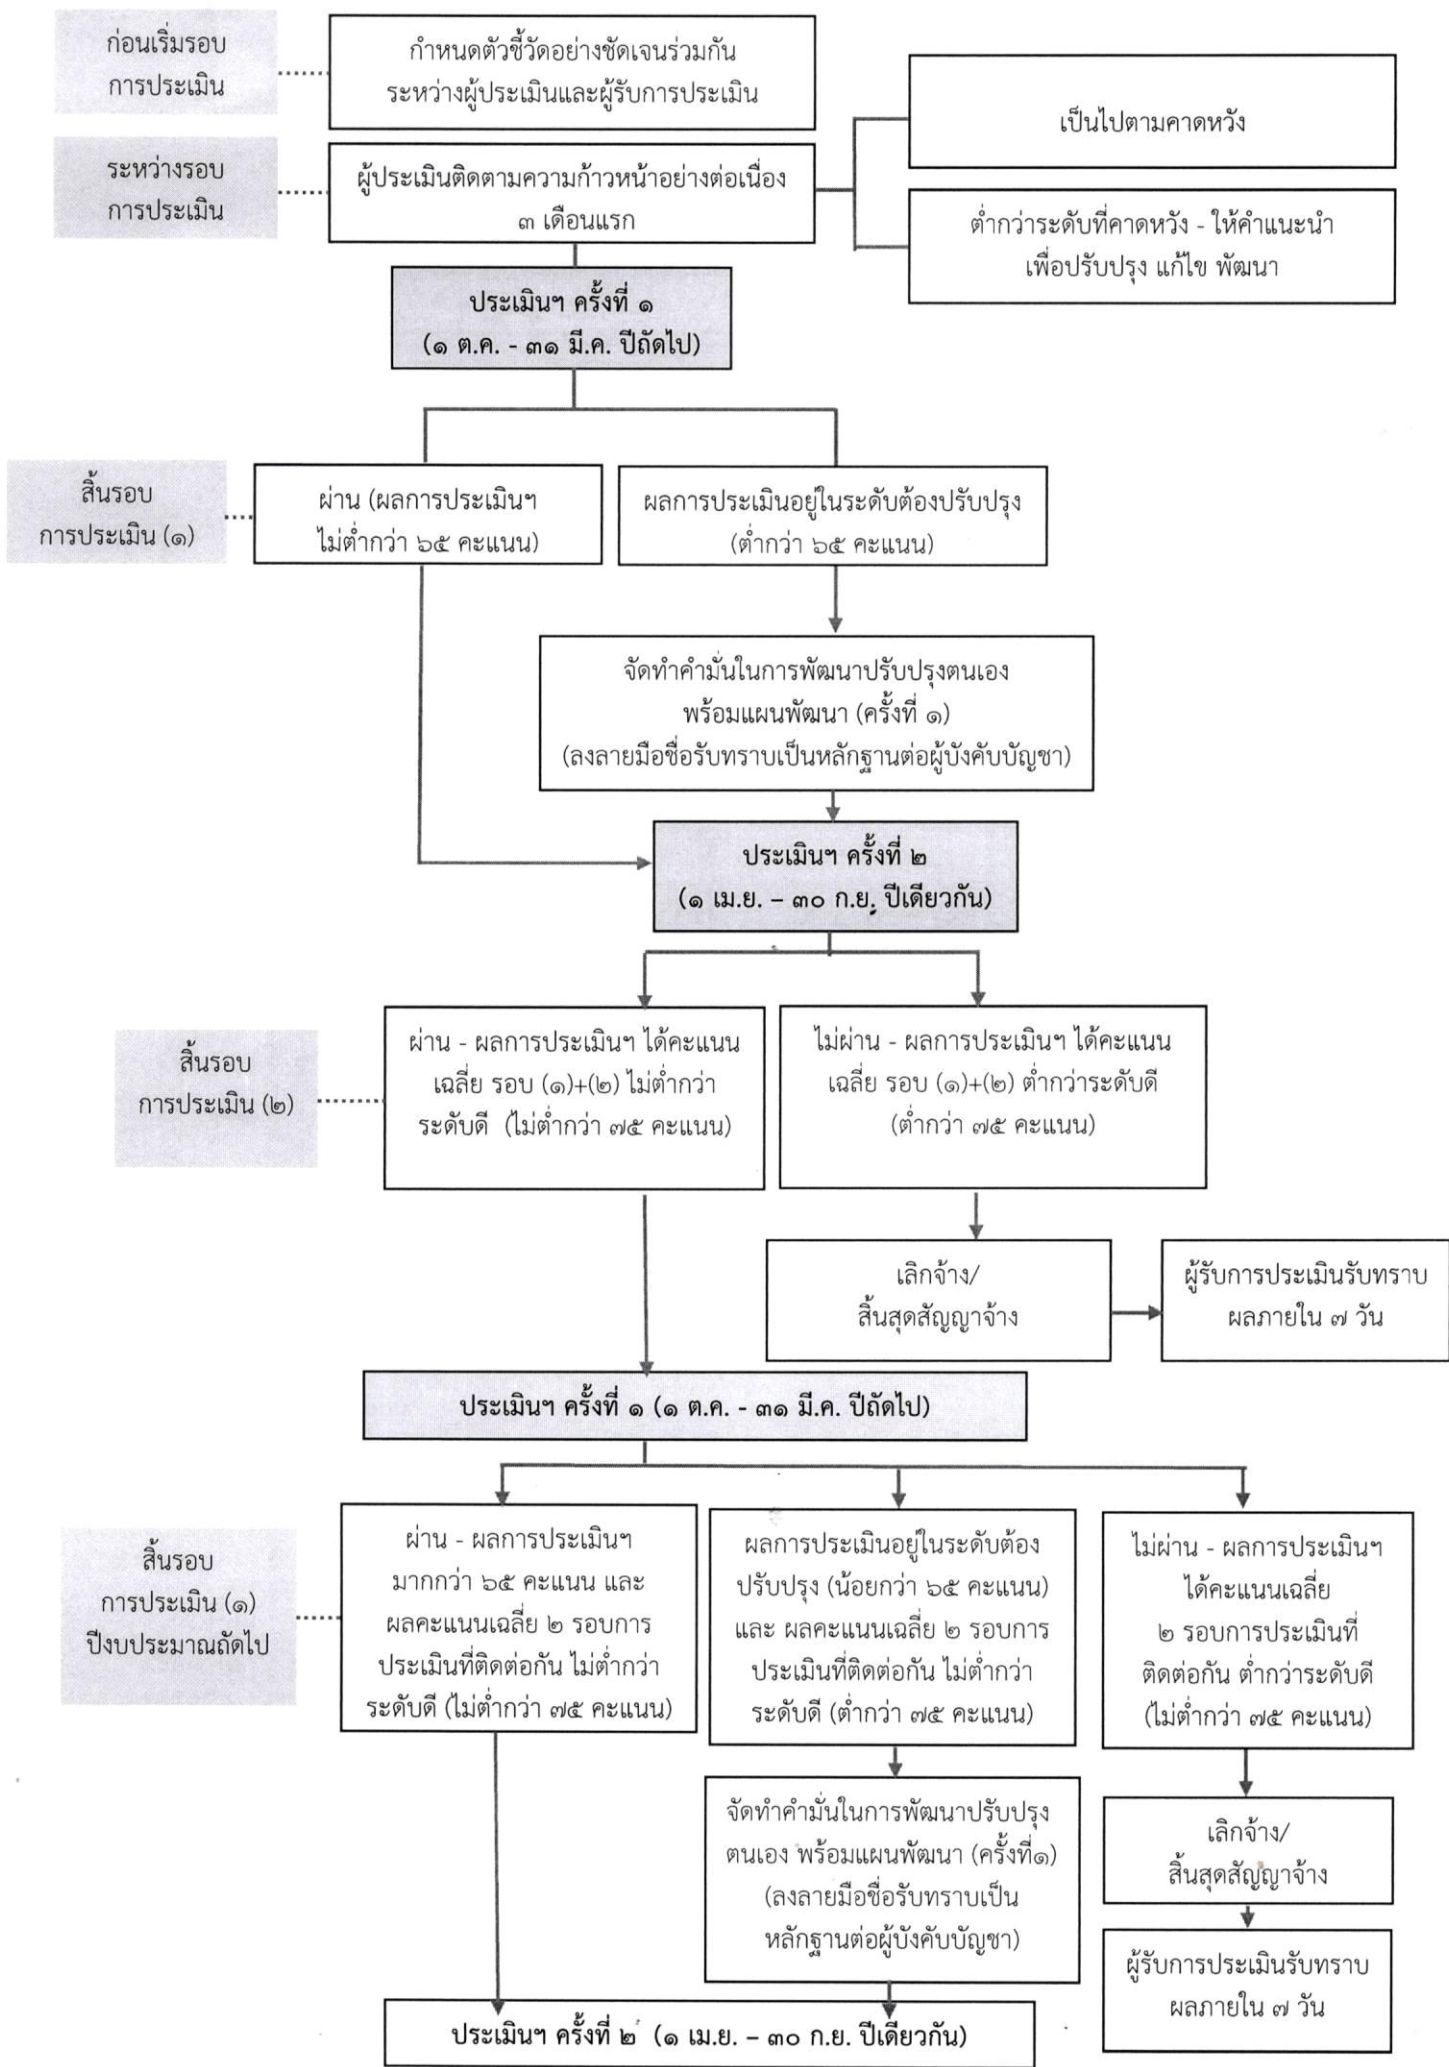 ก่อนเริ่มรอบ
การประเมิน
กำหนดตัวชี้วัดอย่างชัดเจนร่วมกัน
ระหว่างผู้ประเมินและผู้รับการประเมิน
ระหว่างรอบ
การประเมิน
ผู้ประเมินติดตามความก้าวหน้าอย่างต่อเนื่อง
๓ เดือนแรก
เป็นไปตามคาดหวัง
ต่ำกว่าระดับที่คาดหวัง - ให้คำแนะนำ
เพื่อปรับปรุง แก้ไข พัฒนา
ประเมินฯ ครั้งที่ ๑
(๑ ต.ค. - ๓๑ มี.ค. ปีถัดไป)
สิ้นรอบ
การประเมิน (๑)
ผ่าน (ผลการประเมินฯ
ไม่ต่ำกว่า ๖๕ คะแนน)
ผลการประเมินอยู่ในระดับต้องปรับปรุง
(ต่ำกว่า ๖๕ คะแนน)
จัดทำคำมั่นในการพัฒนาปรับปรุงตนเอง
พร้อมแผนพัฒนา (ครั้งที่ ๑)
(ลงลายมือชื่อรับทราบเป็นหลักฐานต่อผู้บังคับบัญชา)
ประเมินฯ ครั้งที่ ๒
(๑ เม.ย. – ๓๐ ก.ย. ปีเดียวกัน)
สิ้นรอบ
การประเมิน (๒)
ผ่าน - ผลการประเมินฯ ได้คะแนน
เฉลี่ย รอบ (๑)+(๒) ไม่ต่ำกว่า
ระดับดี (ไม่ต่ำกว่า ๗๕ คะแนน)
ไม่ผ่าน - ผลการประเมินฯ ได้คะแนน
เฉลี่ย รอบ (๑)+(๒) ต่ำกว่าระดับดี
(ต่ำกว่า ๗๕ คะแนน)
เลิกจ้าง/
สิ้นสุดสัญญาจ้าง
ผู้รับการประเมินรับทราบ
ผลภายใน ๗ วัน
ประเมินฯ ครั้งที่ ๑ (๑ ต.ค. - ๓๑ มี.ค. ปีถัดไป)
สิ้นรอบ
การประเมิน (๑)
ปีงบประมาณถัดไป
ผ่าน - ผลการประเมินฯ
มากกว่า ๖๕ คะแนน และ
ผลคะแนนเฉลี่ย ๒ รอบการ
ประเมินที่ติดต่อกัน ไม่ต่ำกว่า
ระดับดี (ไม่ต่ำกว่า ๗๕ คะแนน)
ผลการประเมินอยู่ในระดับต้อง
ปรับปรุง (น้อยกว่า ๖๕ คะแนน)
และ ผลคะแนนเฉลี่ย ๒ รอบการ
ประเมินที่ติดต่อกัน ไม่ต่ำกว่า
ระดับดี (ต่ำกว่า ๗๕ คะแนน)
ไม่ผ่าน - ผลการประเมินฯ
ได้คะแนนเฉลี่ย
๒ รอบการประเมินที่
ติดต่อกัน ต่ำกว่าระดับดี
(ไม่ต่ำกว่า ๗๕ คะแนน)
จัดทำคำมั่นในการพัฒนาปรับปรุง
ตนเอง พร้อมแผนพัฒนา (ครั้งที่๑)
(ลงลายมือชื่อรับทราบเป็น
หลักฐานต่อผู้บังคับบัญชา)
เลิกจ้าง/
สิ้นสุดสัญญาจ้าง
ผู้รับการประเมินรับทราบ
ผลภายใน ๗ วัน
ประเมินฯ ครั้งที่ ๒ (๑ เม.ย. – ๓๐ ก.ย. ปีเดียวกัน)